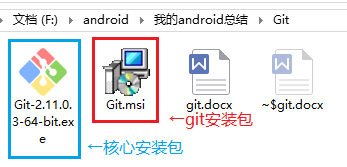 文档 (F:) > android > 我的android总结 > Git
Git-2.11.0.
3-64-bit.ex
e
Git.msi
git.docx
~$git.docx
←git安装包
←核心安装包